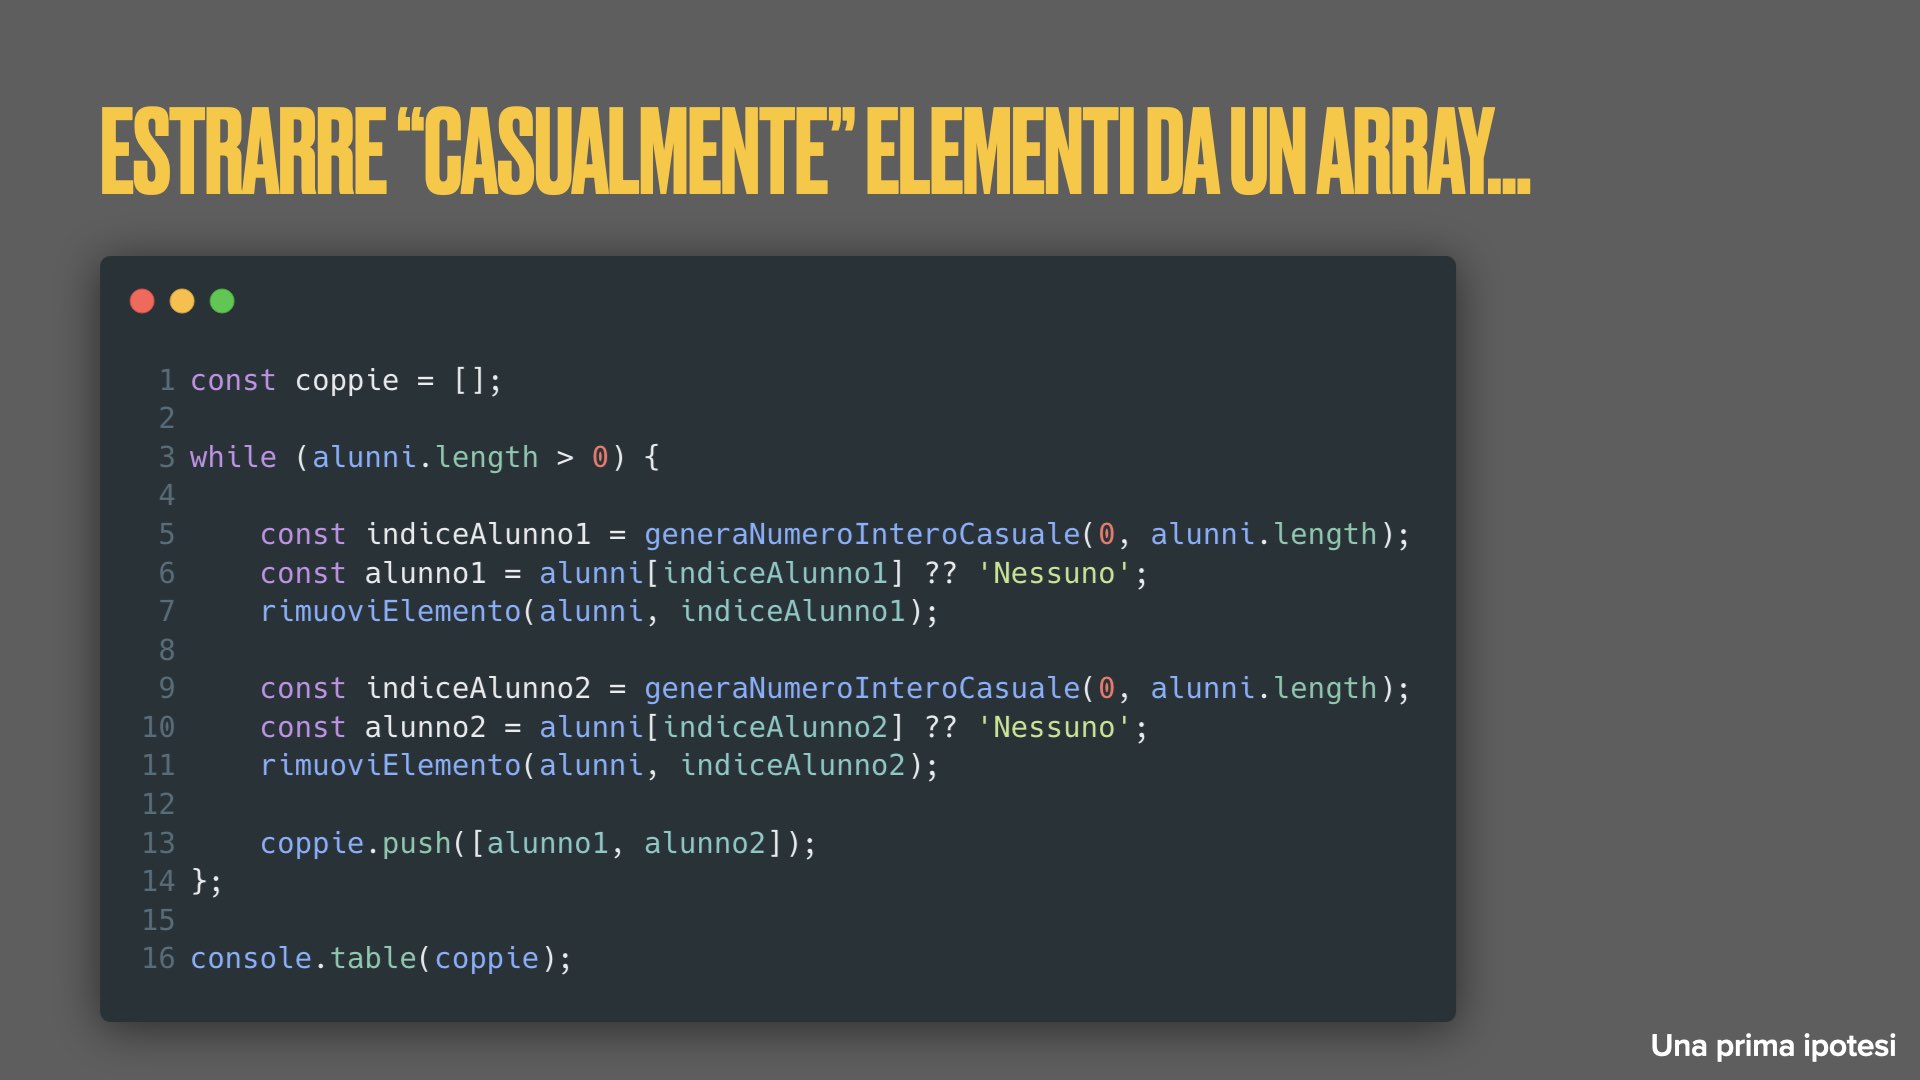 ESTRARRE “CASUALMENTE” ELEMENTI DA UN ARRAY...
1 const coppie = [];
2
3 while (alunni.length > 0) {
4
5     const indiceAlunno1 = generaNumeroInteroCasuale(0, alunni.length);
6     const alunno1 = alunni[indiceAlunno1] ?? 'Nessuno';
7     rimuoviElemento(alunni, indiceAlunno1);
8
9     const indiceAlunno2 = generaNumeroInteroCasuale(0, alunni.length);
10     const alunno2 = alunni[indiceAlunno2] ?? 'Nessuno';
11     rimuoviElemento(alunni, indiceAlunno2);
12
13     coppie.push([alunno1, alunno2]);
14 };
15
16 console.table(coppie);
Una prima ipotesi